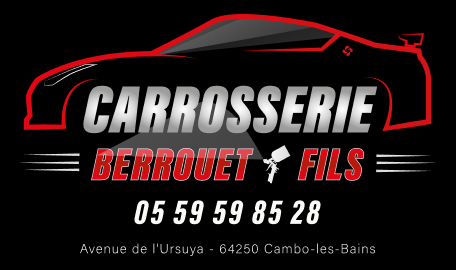 CARROSSERIE
BERROUET FILS
05 59 59 85 28
Avenue de l'Ursuya - 64250 Cambo-les-Bains